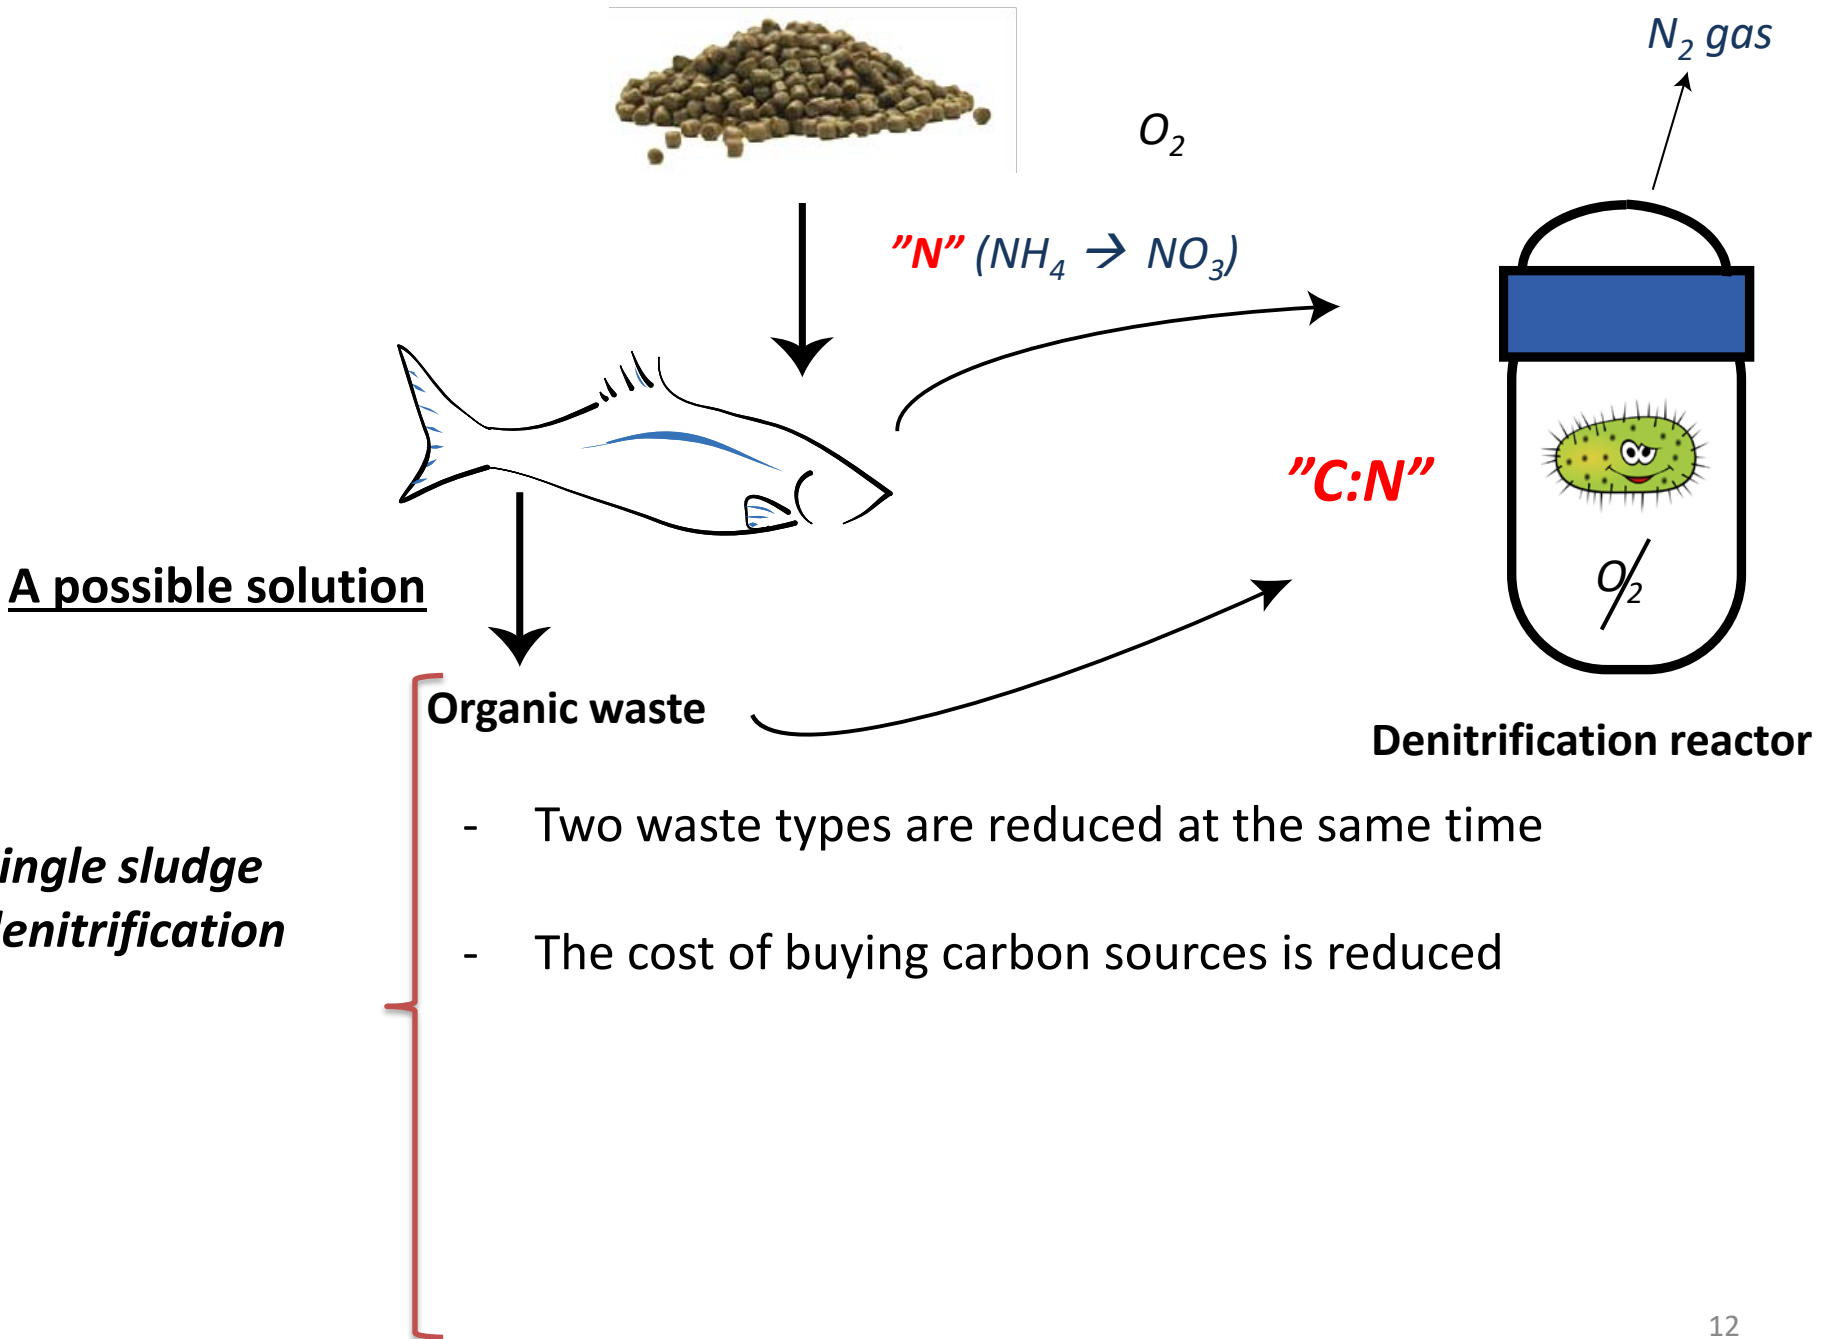 N₂ gas
O₂
”N” (NH₄ → NO₃)
”C:N”
O₂
A possible solution
Organic waste
Denitrification reactor
- Two waste types are reduced at the same time
ingle sludge
lenitrification
- The cost of buying carbon sources is reduced
12